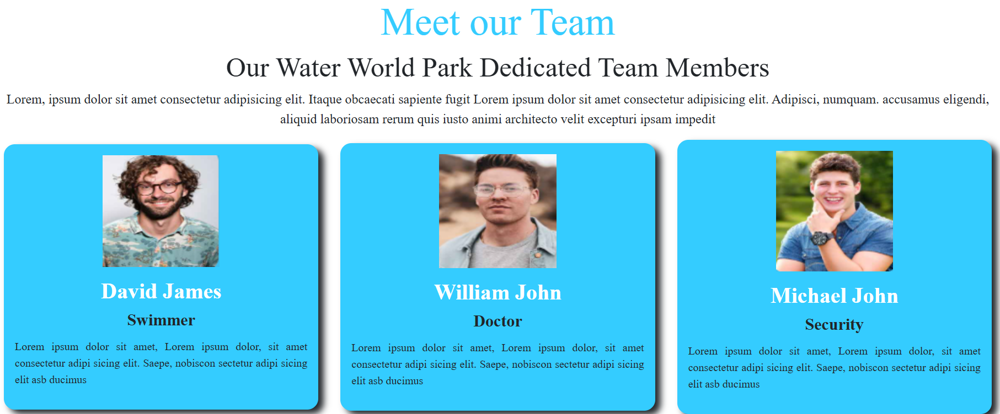 Meet our Team
Our Water World Park Dedicated Team Members
Lorem, ipsum dolor sit amet consectetur adipisicing elit. Itaque obcaecati sapiente fugit Lorem ipsum dolor sit amet consectetur adipisicing elit. Adipisci, numquam. accusamus eligendi,
aliquid laboriosam rerum quis iusto animi architecto velit excepturi ipsam impedit
David James
Swimmer
Lorem ipsum dolor sit amet, Lorem ipsum dolor, sit amet
consectetur adipi sicing elit. Saepe, nobiscon sectetur adipi sicing
elit asb ducimus
William John
Doctor
Lorem ipsum dolor sit amet, Lorem ipsum dolor, sit amet
consectetur adipi sicing elit. Saepe, nobiscon sectetur adipi sicing
elit asb ducimus
Michael John
Security
Lorem ipsum dolor sit amet, Lorem ipsum dolor, sit amet
consectetur adipi sicing elit. Saepe, nobiscon sectetur adipi sicing
elit asb ducimus